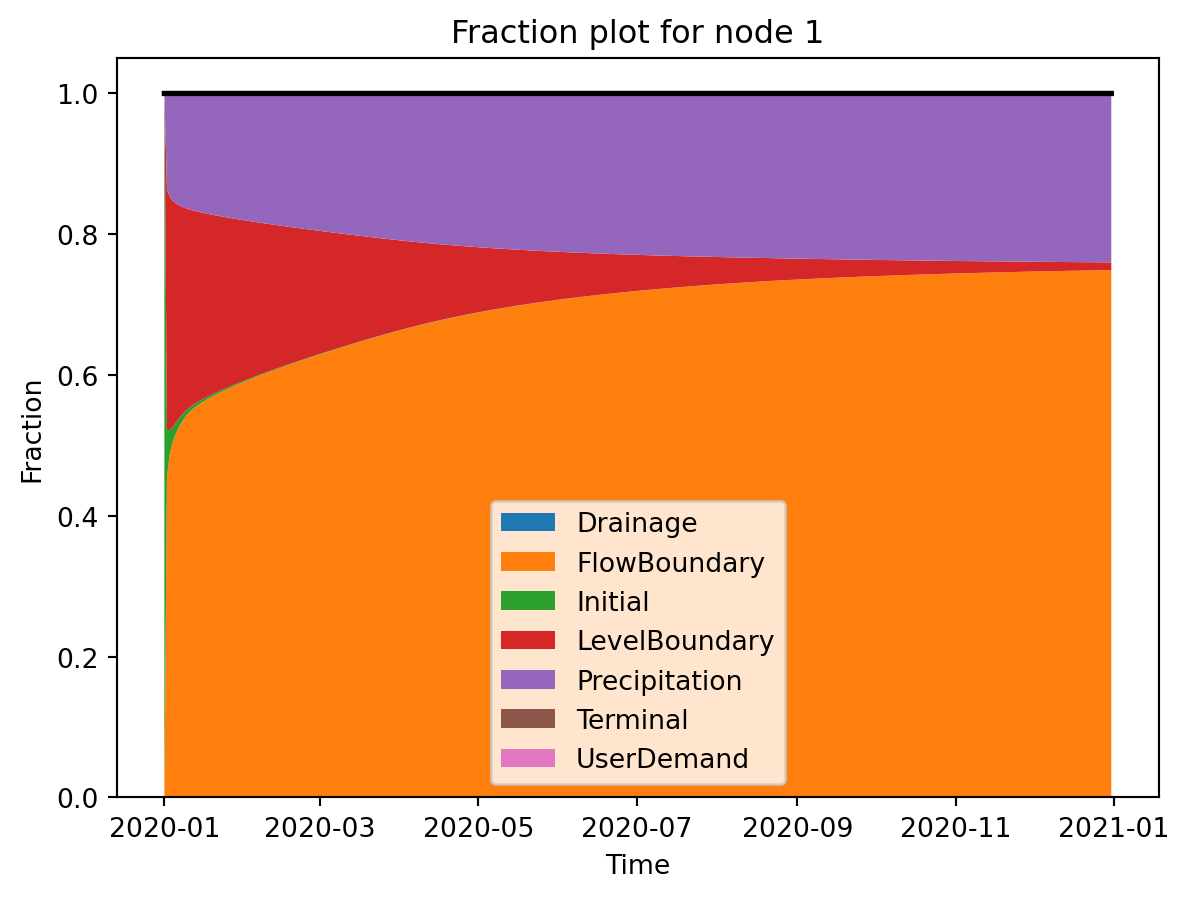 Fraction plot for node 1
1.0
0.8
0.6
0.4
0.2
0.0
Fraction
Drainage
FlowBoundary
Initial
LevelBoundary
Precipitation
Terminal
UserDemand
2020-01 2020-03 2020-05 2020-07 2020-09 2020-11 2021-01
Time